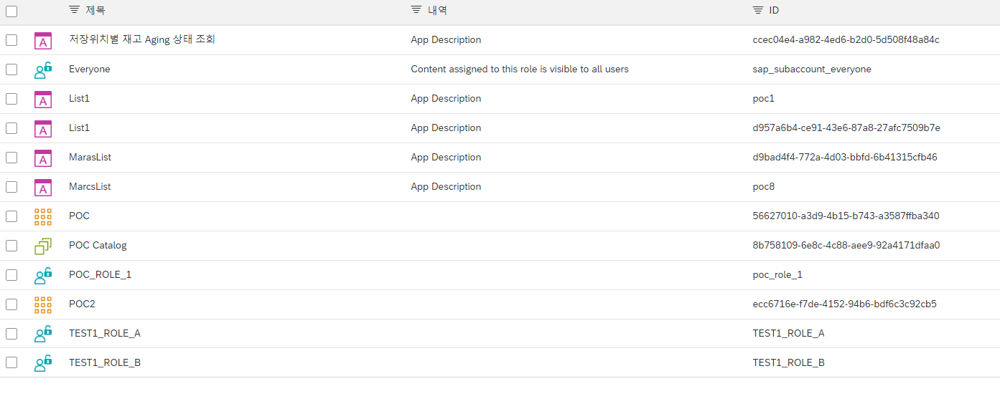 제목 내역 ID
A 저장위치별 재고 Aging 상태 조회 App Description ccec04e4-a982-4ed6-b2d0-5d508f48a84c
Everyone Content assigned to this role is visible to all users sap_subaccount_everyone
A List1 App Description poc1
A List1 App Description d957a6b4-ce91-43e6-87a8-27afc7509b7e
A MarasList App Description d9bad4f4-772a-4d03-bbfd-6b41315cfb46
A MarcsList App Description poc8
POC 56627010-a3d9-4b15-b743-a3587ffba340
POC Catalog 8b758109-6e8c-4c88-aee9-92a4171dfaa0
POC_ROLE_1 poc_role_1
POC2 ecc6716e-f7de-4152-94b6-bdf6c3c92cb5
TEST1_ROLE_A TEST1_ROLE_A
TEST1_ROLE_B TEST1_ROLE_B